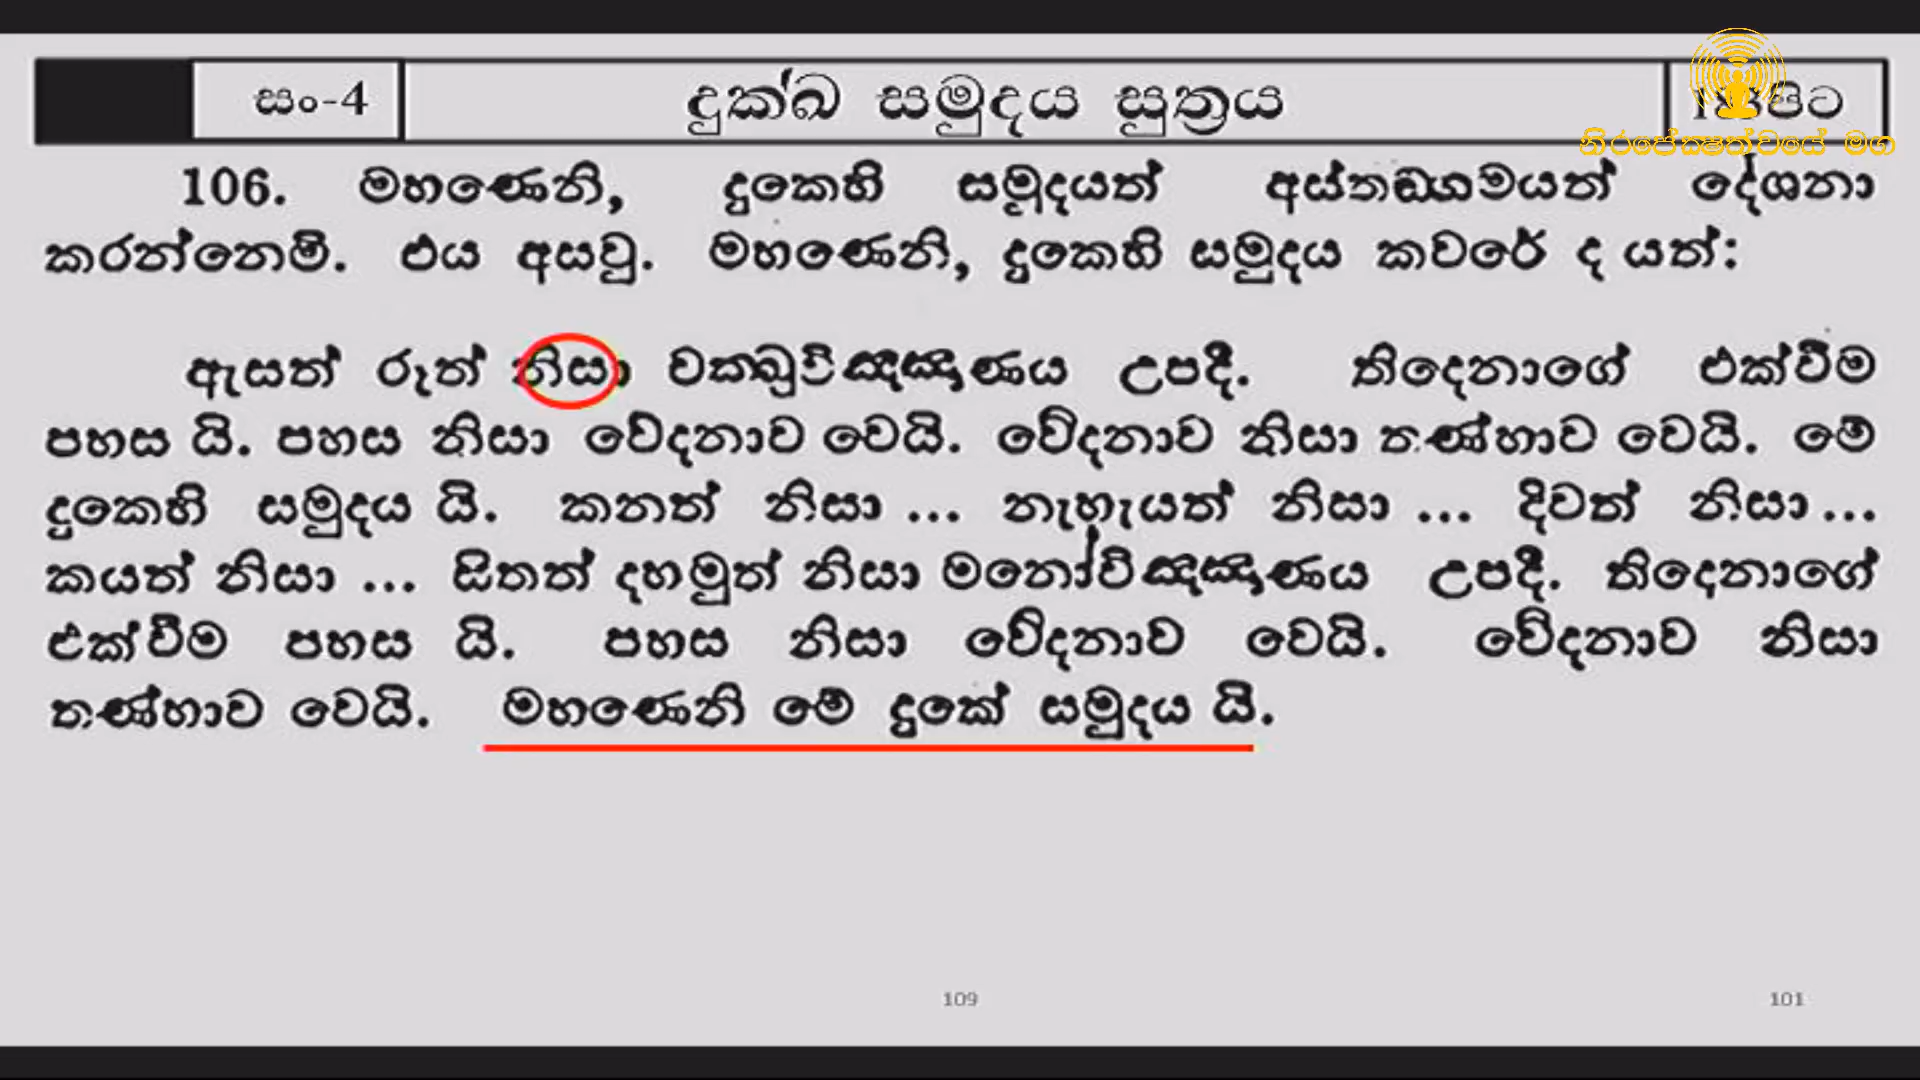 සං-4 දුක්ඛ සමුදය සුත්‍රය පිට
නිරපේක්‍ෂත්වයේ මග
106. මහණෙනි, දුකෙහි සමුදයත් අස්තඞ්ගමයත් දේශනා
කරන්නෙමි. එය අසවු. මහණෙනි, දුකෙහි සමුදය කවරේ ද යත්:
ඇසත් රූත් නිසා චක්ඛුවිඤ්ඤාණය උපදී. තිදෙනාගේ එක්වීම
පහස යි. පහස නිසා වේදනාව වෙයි. වේදනාව නිසා තණ්හාව වෙයි. මේ
දුකෙහි සමුදය යි. කනත් නිසා ... නැහැයත් නිසා ... දිවත් නිසා ...
කයත් නිසා ... සිතත් දහමුත් නිසා මනෝවිඤ්ඤාණය උපදී. තිදෙනාගේ
එක්වීම පහස යි. පහස නිසා වේදනාව වෙයි. වේදනාව නිසා
තණ්හාව වෙයි. මහණෙනි මේ දුකේ සමුදය යි.
109 101